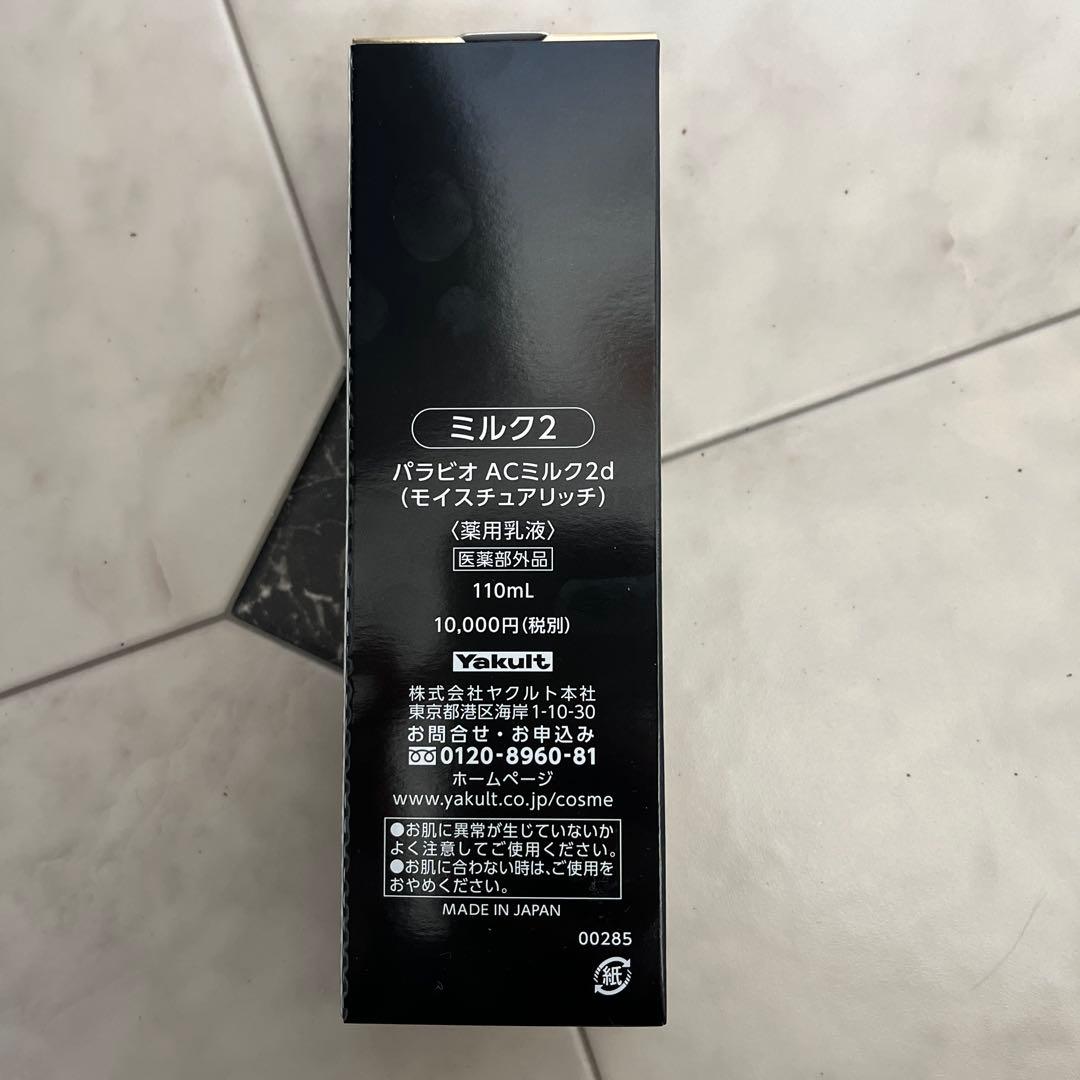 ミルク2
パラビオ ACミルク2d
(モイスチュアリッチ)
〈薬用乳液〉
医薬部外品
110mL
10,000円(税別)
Yakult
株式会社ヤクルト本社
東京都港区海岸1-10-30
お問合せ・お申込み
0120-8960-81
ホームページ
www.yakult.co.jp/cosme
●お肌に異常が生じていないか
よく注意してご使用ください。
●お肌に合わない時は、ご使用を
おやめください。
MADE IN JAPAN
00285
紙